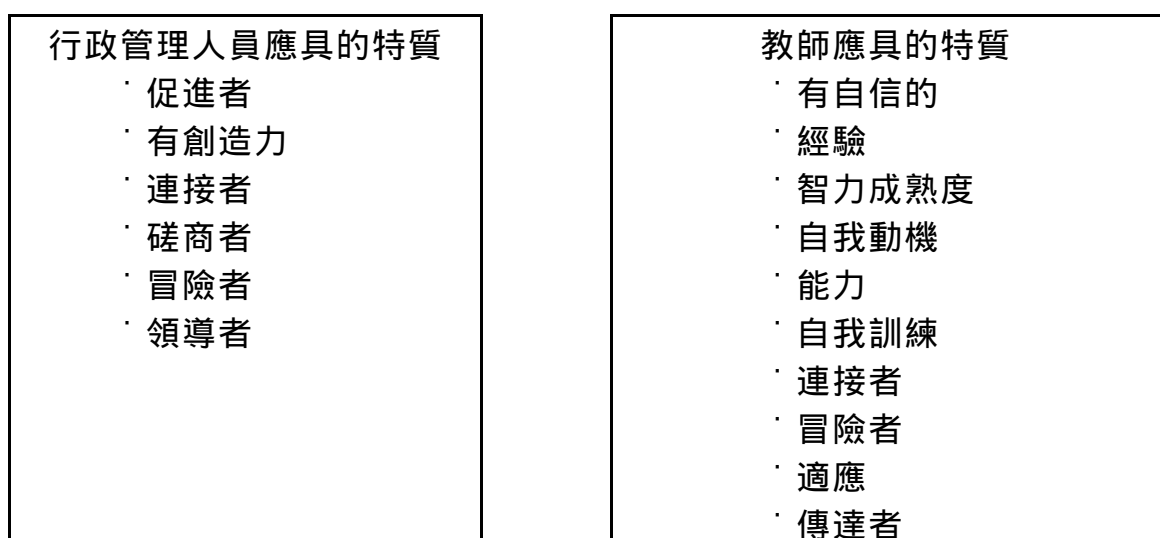 行政管理人員應具的特質
˙促進者
˙有創造力
˙連接者
˙磋商者
˙冒險者
˙領導者
教師應具的特質
˙有自信的
˙經驗
˙智力成熟度
˙自我動機
˙能力
˙自我訓練
˙連接者
˙冒險者
˙適應
˙傳達者